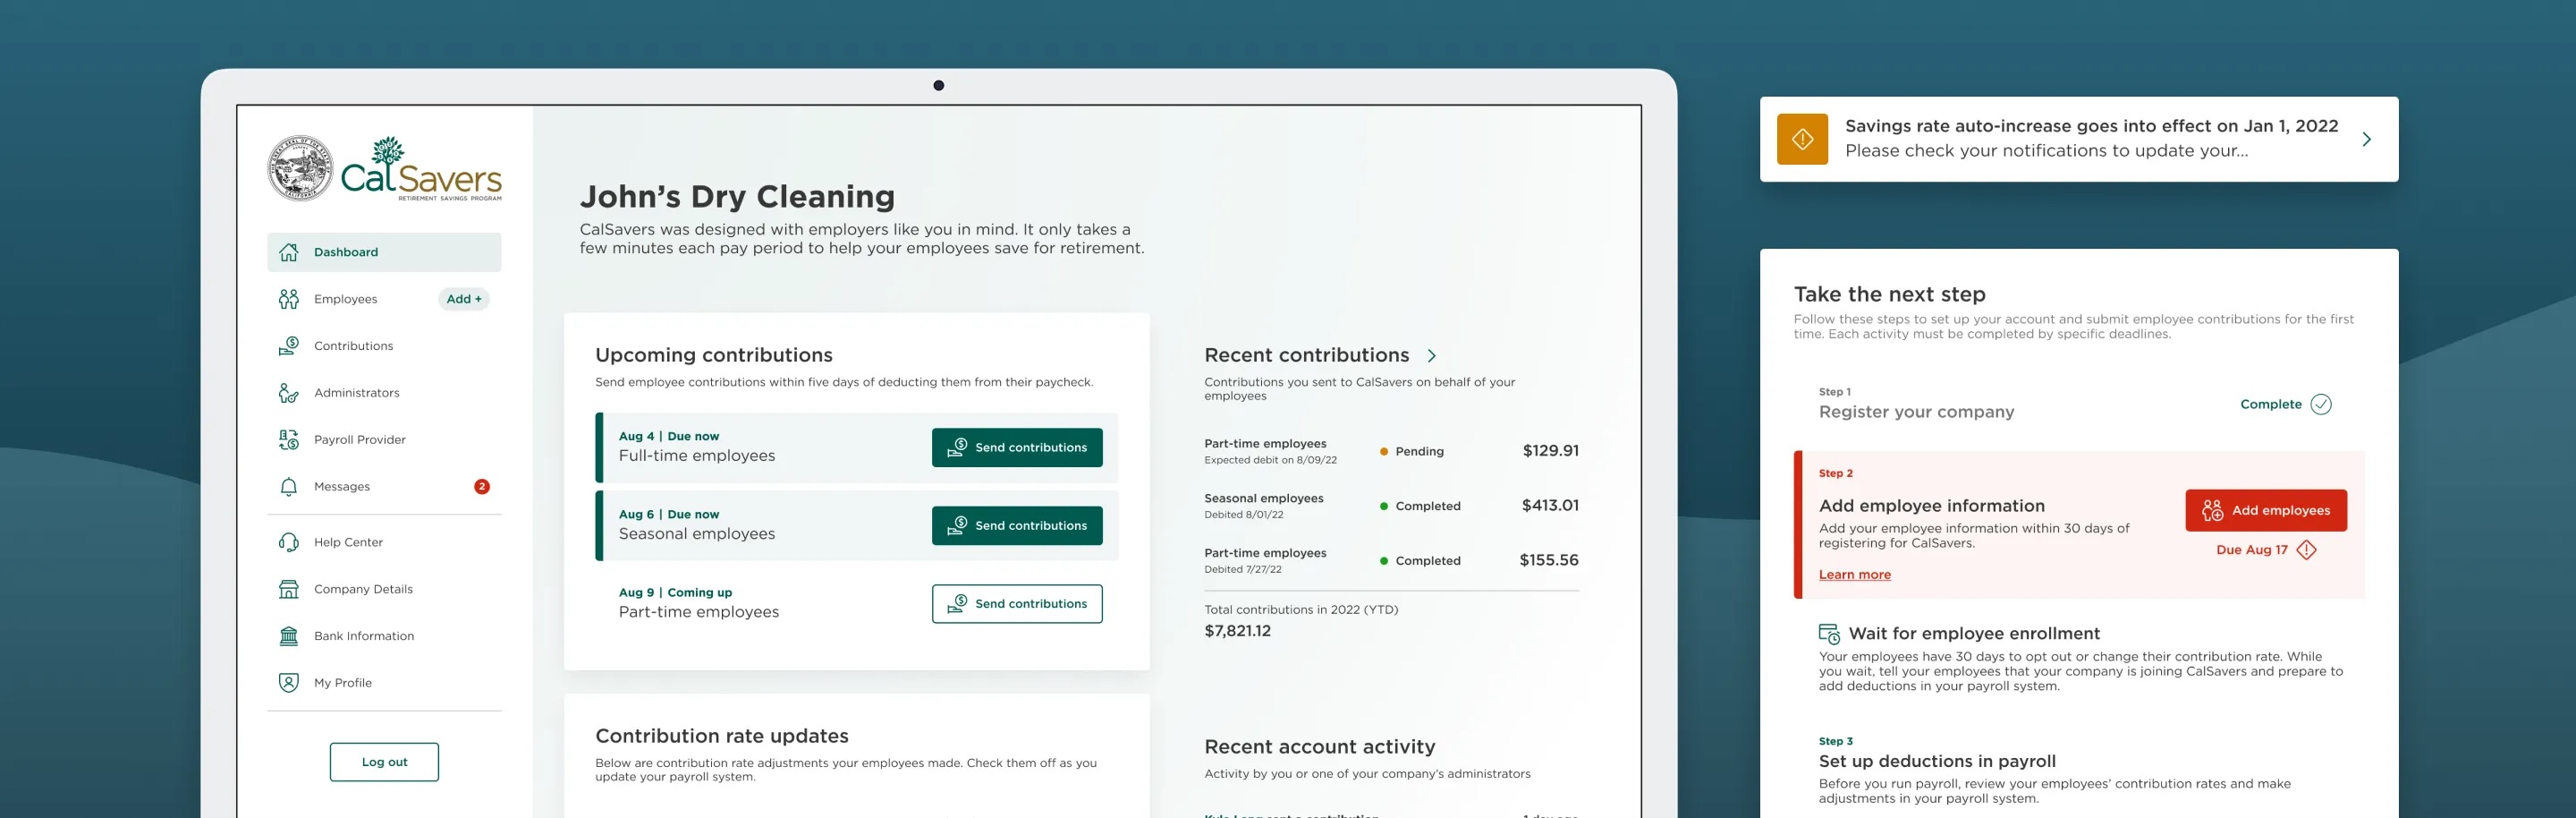 CalSavers
RETIREMENT SAVINGS PROGRAM
Dashboard
Employees
Add +
Contributions
Administrators
Payroll Provider
Messages
2
Help Center
Company Details
Bank Information
My Profile
Log out
John's Dry Cleaning
CalSavers was designed with employers like you in mind. It only takes a
few minutes each pay period to help your employees save for retirement.
Upcoming contributions
Send employee contributions within five days of deducting them from their paycheck.
Aug 4 | Due now
Full-time employees
Send contributions
Aug 6 | Due now
Seasonal employees
Send contributions
Aug 9 | Coming up
Part-time employees
Send contributions
Contribution rate updates
Below are contribution rate adjustments your employees made. Check them off as you
update your payroll system.
Recent contributions
Contributions you sent to CalSavers on behalf of your
employees
Part-time employees
Expected debit on 8/09/22
Pending
$129.91
Seasonal employees
Debited 8/01/22
Completed
$413.01
Part-time employees
Debited 7/27/22
Completed
$155.56
Total contributions in 2022 (YTD)
$7,821.12
Recent account activity
Activity by you or one of your company's administrators
Savings rate auto-increase goes into effect on Jan 1, 2022
Please check your notifications to update your...
Take the next step
Follow these steps to set up your account and submit employee contributions for the first
time. Each activity must be completed by specific deadlines.
Step 1
Register your company
Complete
Step 2
Add employee information
Add your employee information within 30 days of
registering for CalSavers.
Learn more
Add employees
Due Aug 17
Wait for employee enrollment
Your employees have 30 days to opt out or change their contribution rate. While
you wait, tell your employees that your company is joining CalSavers and prepare to
add deductions in your payroll system.
Step 3
Set up deductions in payroll
Before you run payroll, review your employees' contribution rates and make
adjustments in your payroll system.